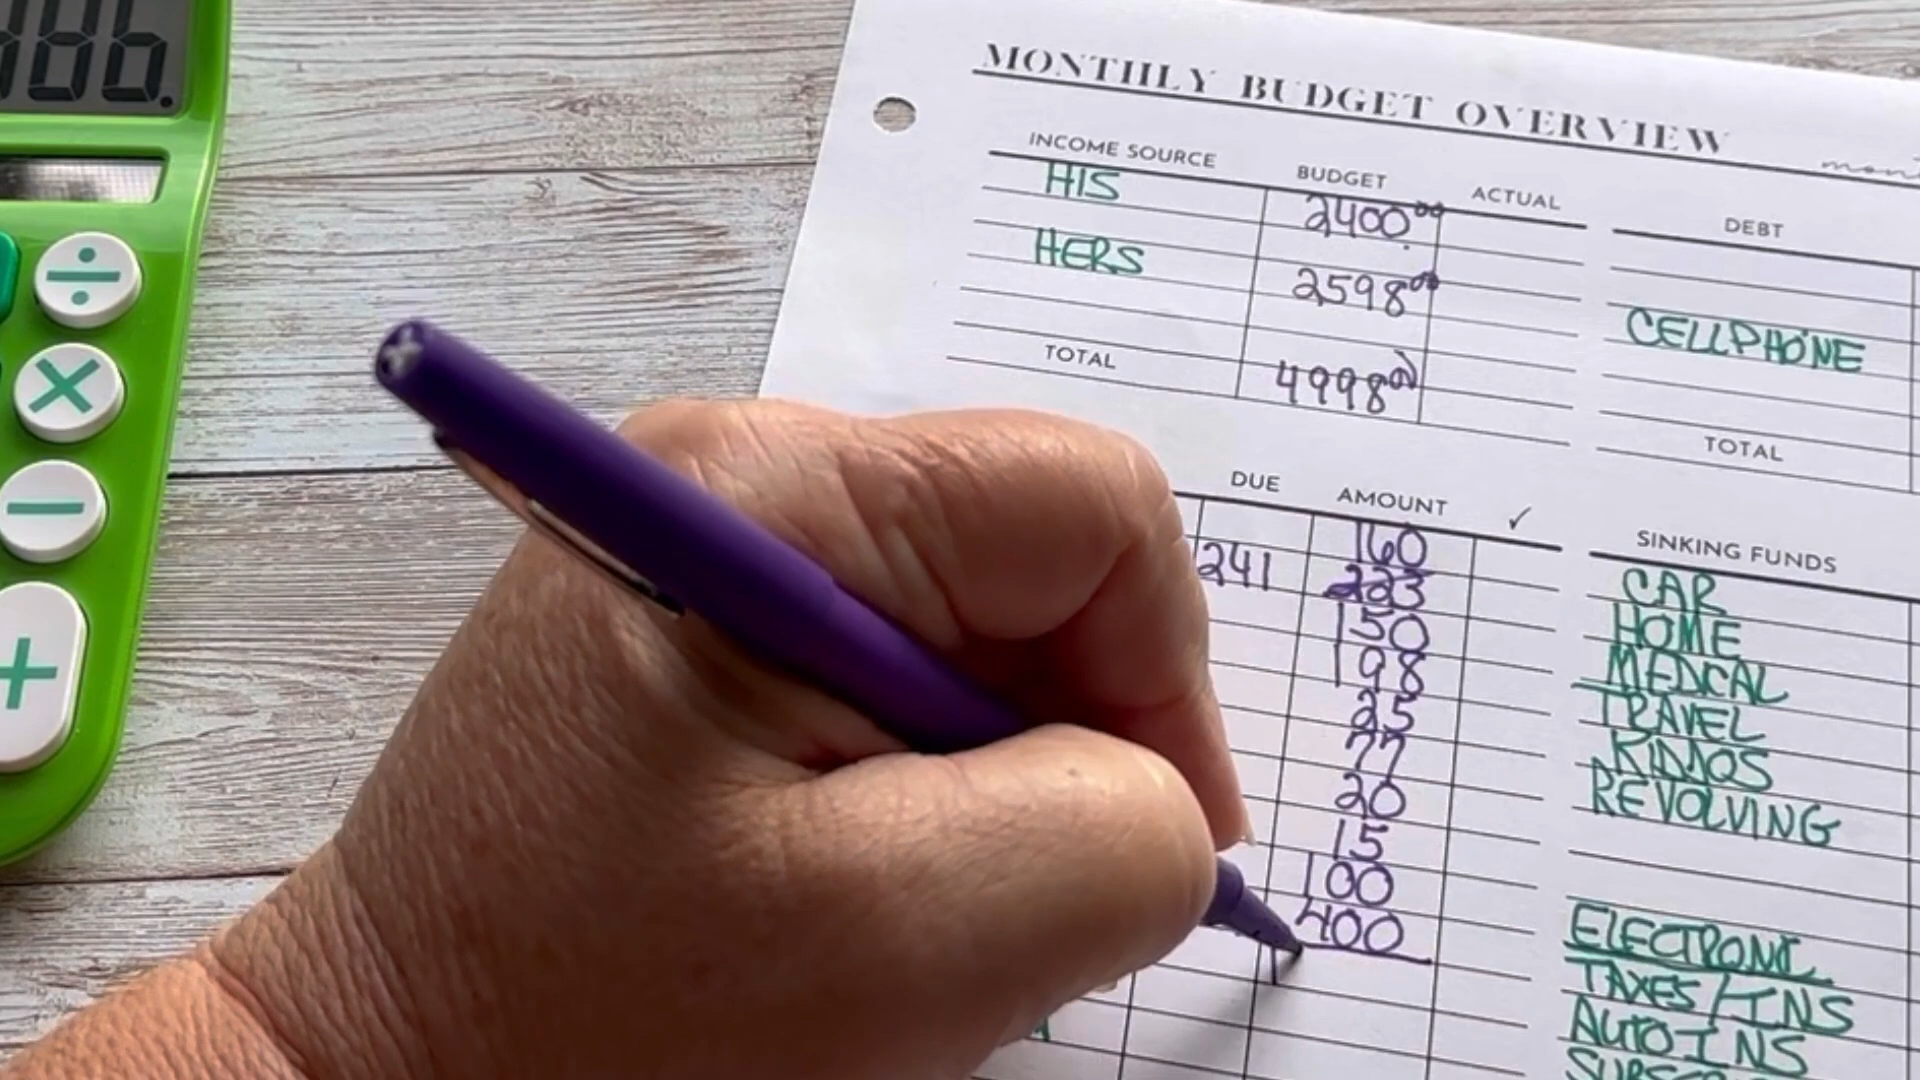 MONTHLY BUDGET OVERVIEW
INCOME SOURCE BUDGET ACTUAL
HIS 2400.00
HERS 2598.00
TOTAL 4998.00
DEBT
CELLPHONE
TOTAL
DUE AMOUNT ✓
160
241 223
150
198
25
77
20
15
100
400
SINKING FUNDS
CAR
HOME
MEDICAL
TRAVEL
KIDDOS
REVOLVING
ELECTRONIC
TAXES/INS
AUTO INS
÷
×
−
+